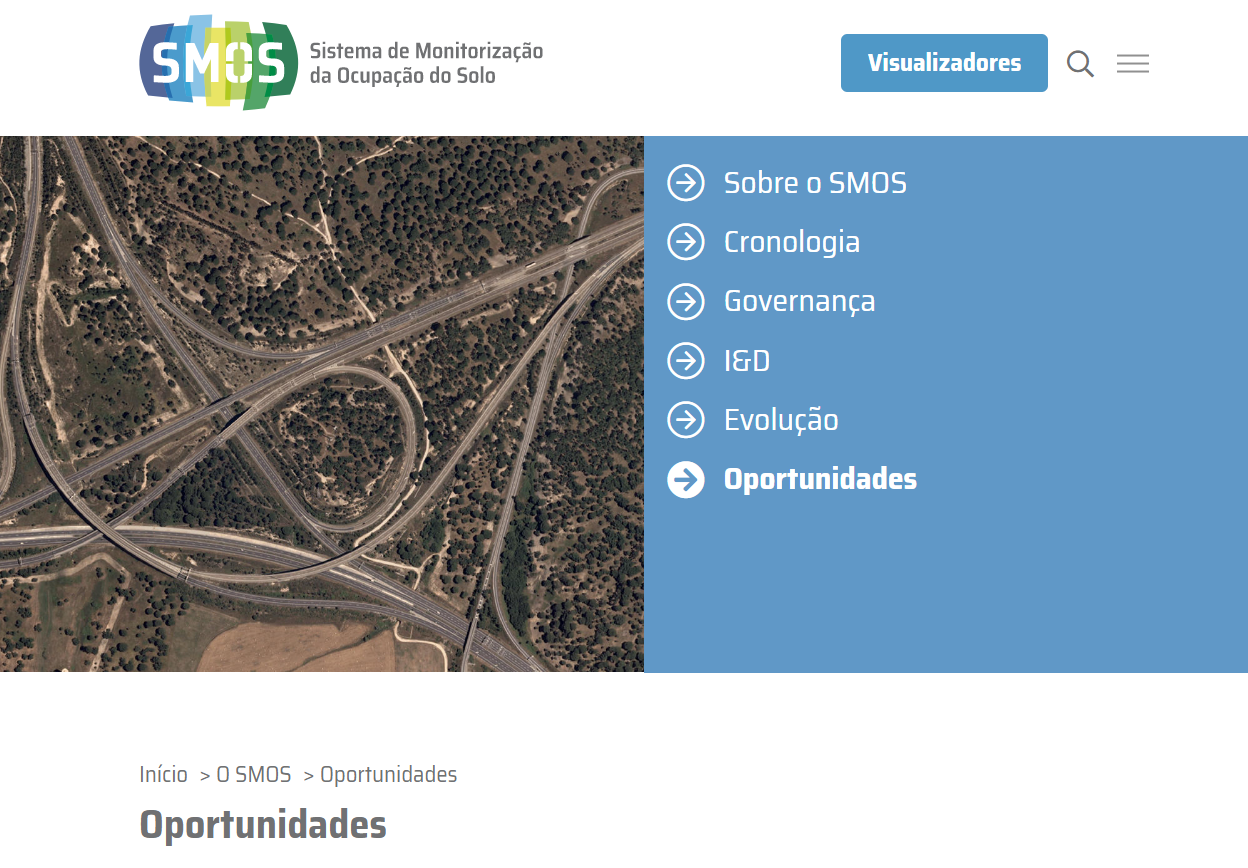 SMOS
Sistema de Monitorização
da Ocupação do Solo
Visualizadores
Sobre o SMOS
Cronologia
Governança
I&D
Evolução
Oportunidades
Início > O SMOS > Oportunidades
Oportunidades